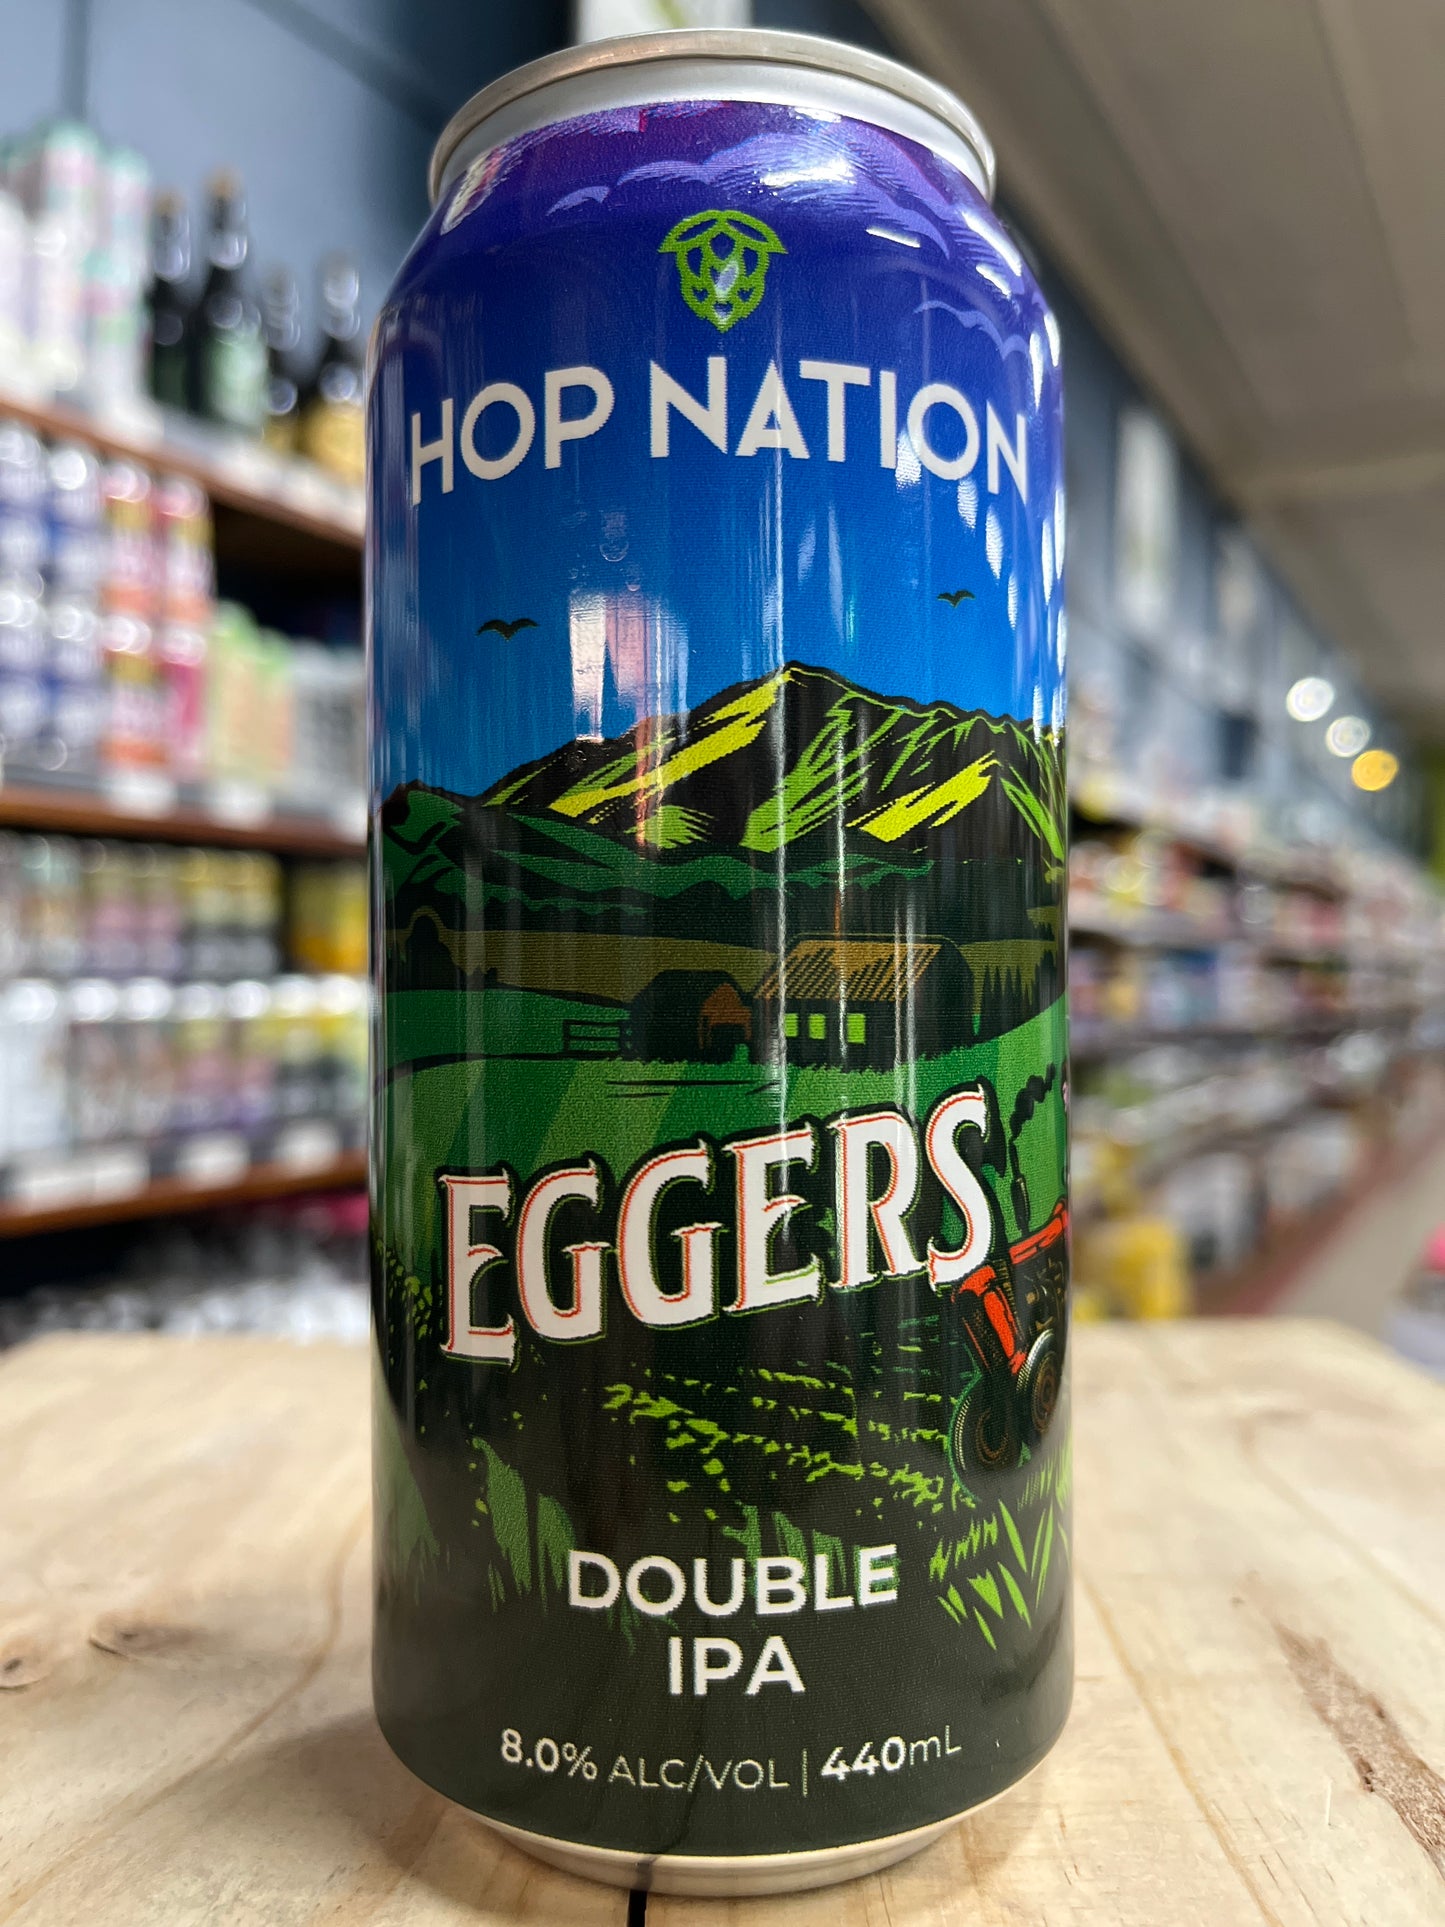 HOP NATION
EGGERS
DOUBLE
IPA
8.0% ALC/VOL | 440mL